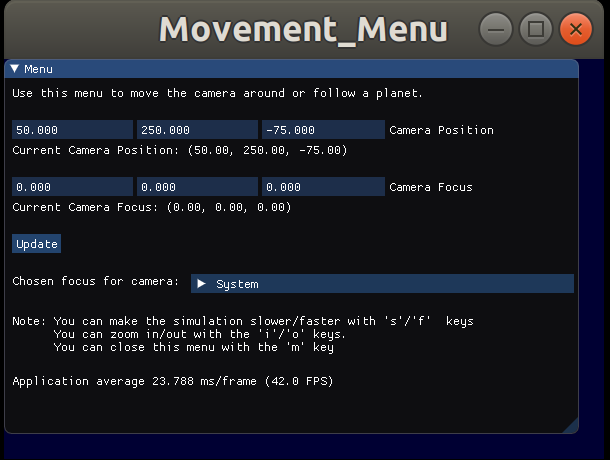 Movement_Menu
Menu
Use this menu to move the camera around or follow a planet.
50.000 250.000 -75.000 Camera Position
Current Camera Position: (50.00, 250.00, -75.00)
0.000 0.000 0.000 Camera Focus
Current Camera Focus: (0.00, 0.00, 0.00)
Update
Chosen focus for camera: System
Note: You can make the simulation slower/faster with 's'/'f'  keys
You can zoom in/out with the 'i'/'o' keys.
You can close this menu with the 'm' key
Application average 23.788 ms/frame (42.0 FPS)